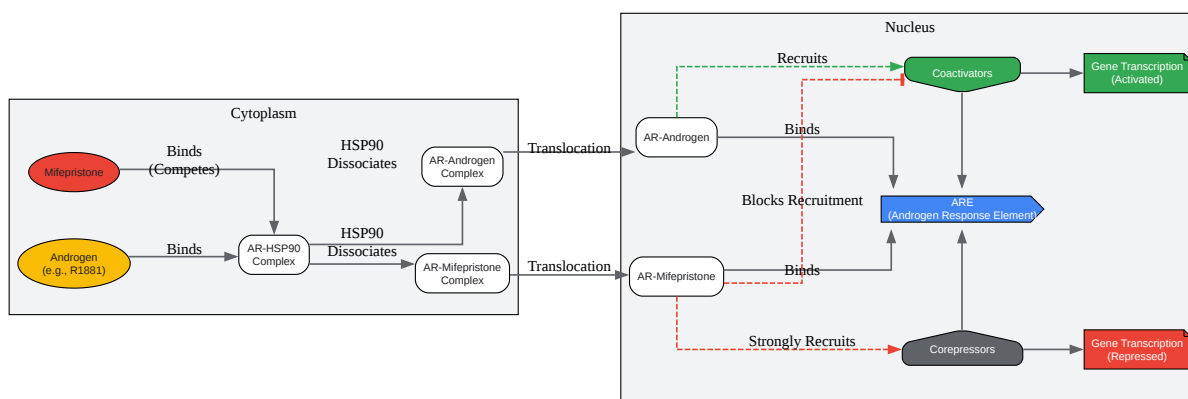 Nucleus
Recruits
Coactivators
Gene Transcription
(Activated)
Cytoplasm
Binds
(Competes)
Mifepristone
HSP90
Dissociates
AR-Androgen
Complex
Translocation
AR-Androgen
Binds
Blocks Recruitment
ARE
(Androgen Response Element)
Androgen
(e.g., R1881)
Binds
AR-HSP90
Complex
HSP90
Dissociates
AR-Mifepristone
Complex
Translocation
AR-Mifepristone
Binds
Strongly Recruits
Corepressors
Gene Transcription
(Repressed)